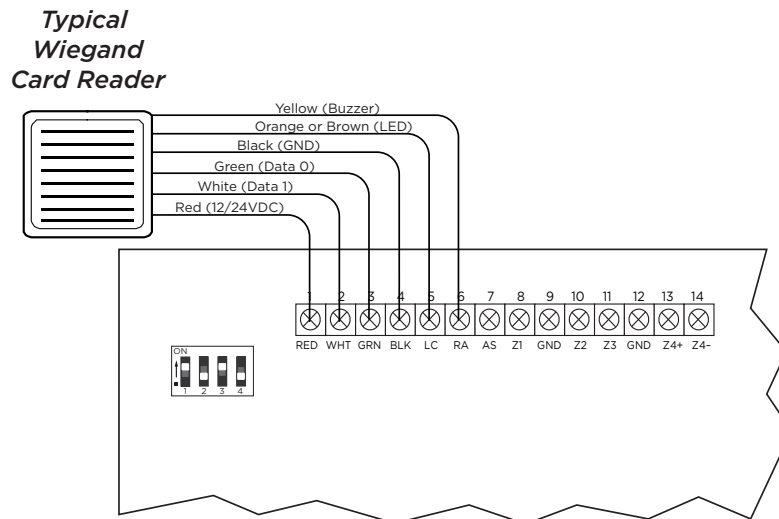 Typical
Wiegand
Card Reader
Yellow (Buzzer)
Orange or Brown (LED)
Black (GND)
Green (Data 0)
White (Data 1)
Red (12/24VDC)
1 2 3 4 5 6 7 8 9 10 11 12 13 14
RED WHT GRN BLK LC RA AS Z1 GND Z2 Z3 GND Z4+ Z4-
ON
1 2 3 4